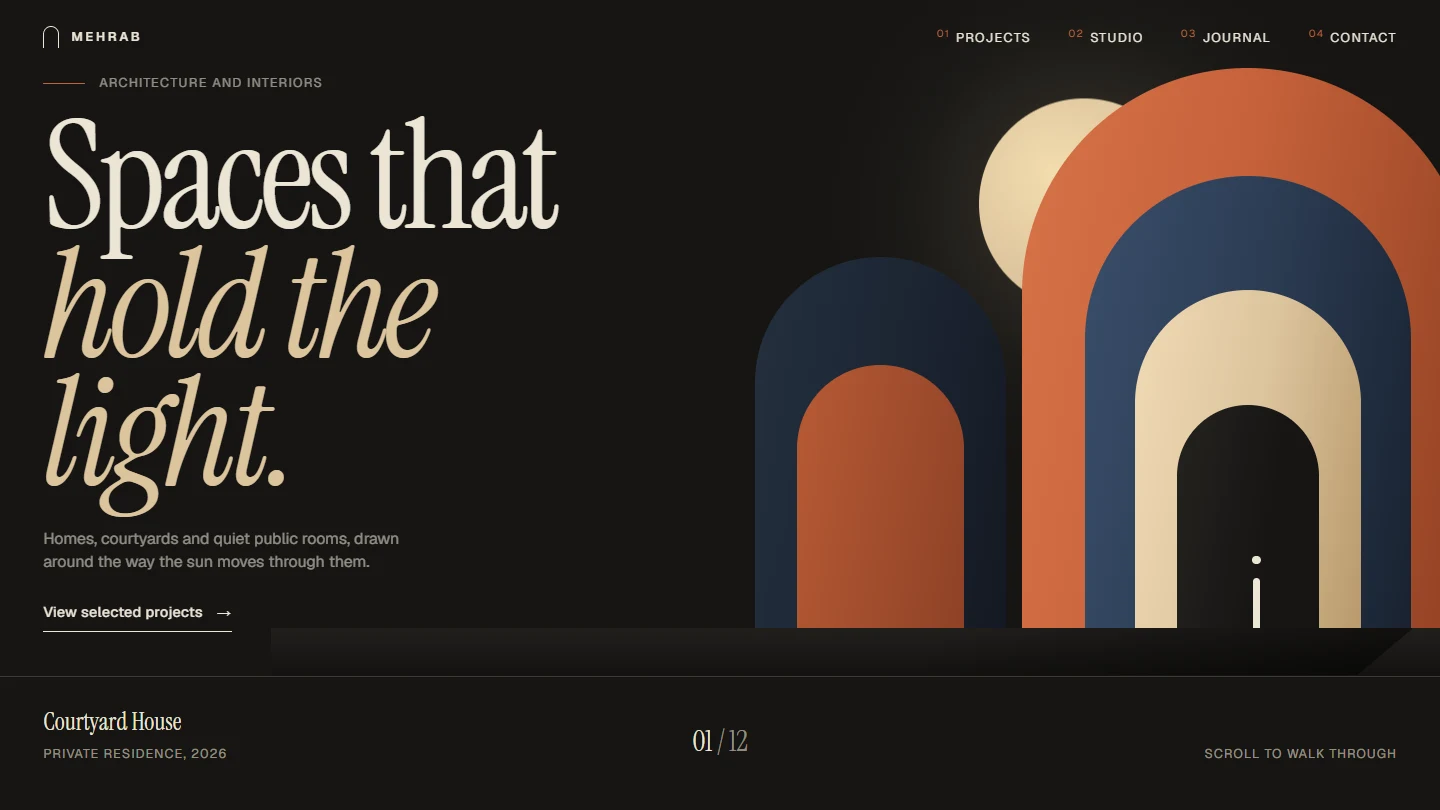 MEHRAB
01 PROJECTS
02 STUDIO
03 JOURNAL
04 CONTACT
ARCHITECTURE AND INTERIORS
Spaces that
hold the
light.
Homes, courtyards and quiet public rooms, drawn
around the way the sun moves through them.
View selected projects →
Courtyard House
PRIVATE RESIDENCE, 2026
01 / 12
SCROLL TO WALK THROUGH